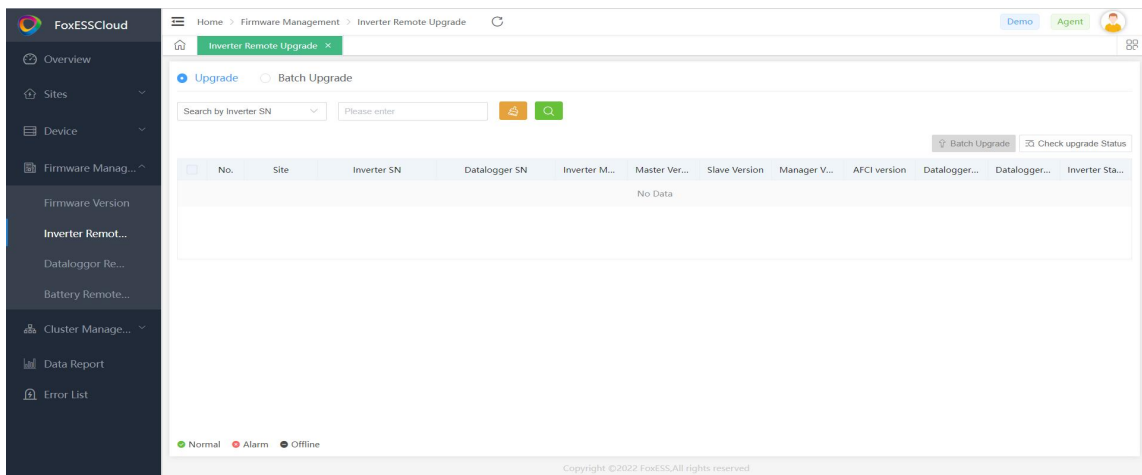 FoxESSCloud
Overview
Sites
Device
Firmware Manag...
Firmware Version
Inverter Remot...
Dataloggor Re...
Battery Remote...
Cluster Manage...
Data Report
Error List
Home > Firmware Management > Inverter Remote Upgrade
Demo Agent
Inverter Remote Upgrade ×
Upgrade Batch Upgrade
Search by Inverter SN Please enter
Batch Upgrade Check upgrade Status
No. Site Inverter SN Datalogger SN Inverter M... Master Ver... Slave Version Manager V... AFCI version Datalogger... Datalogger... Inverter Sta...
No Data
Normal Alarm Offline
Copyright ©2022 FoxESS,All rights reserved